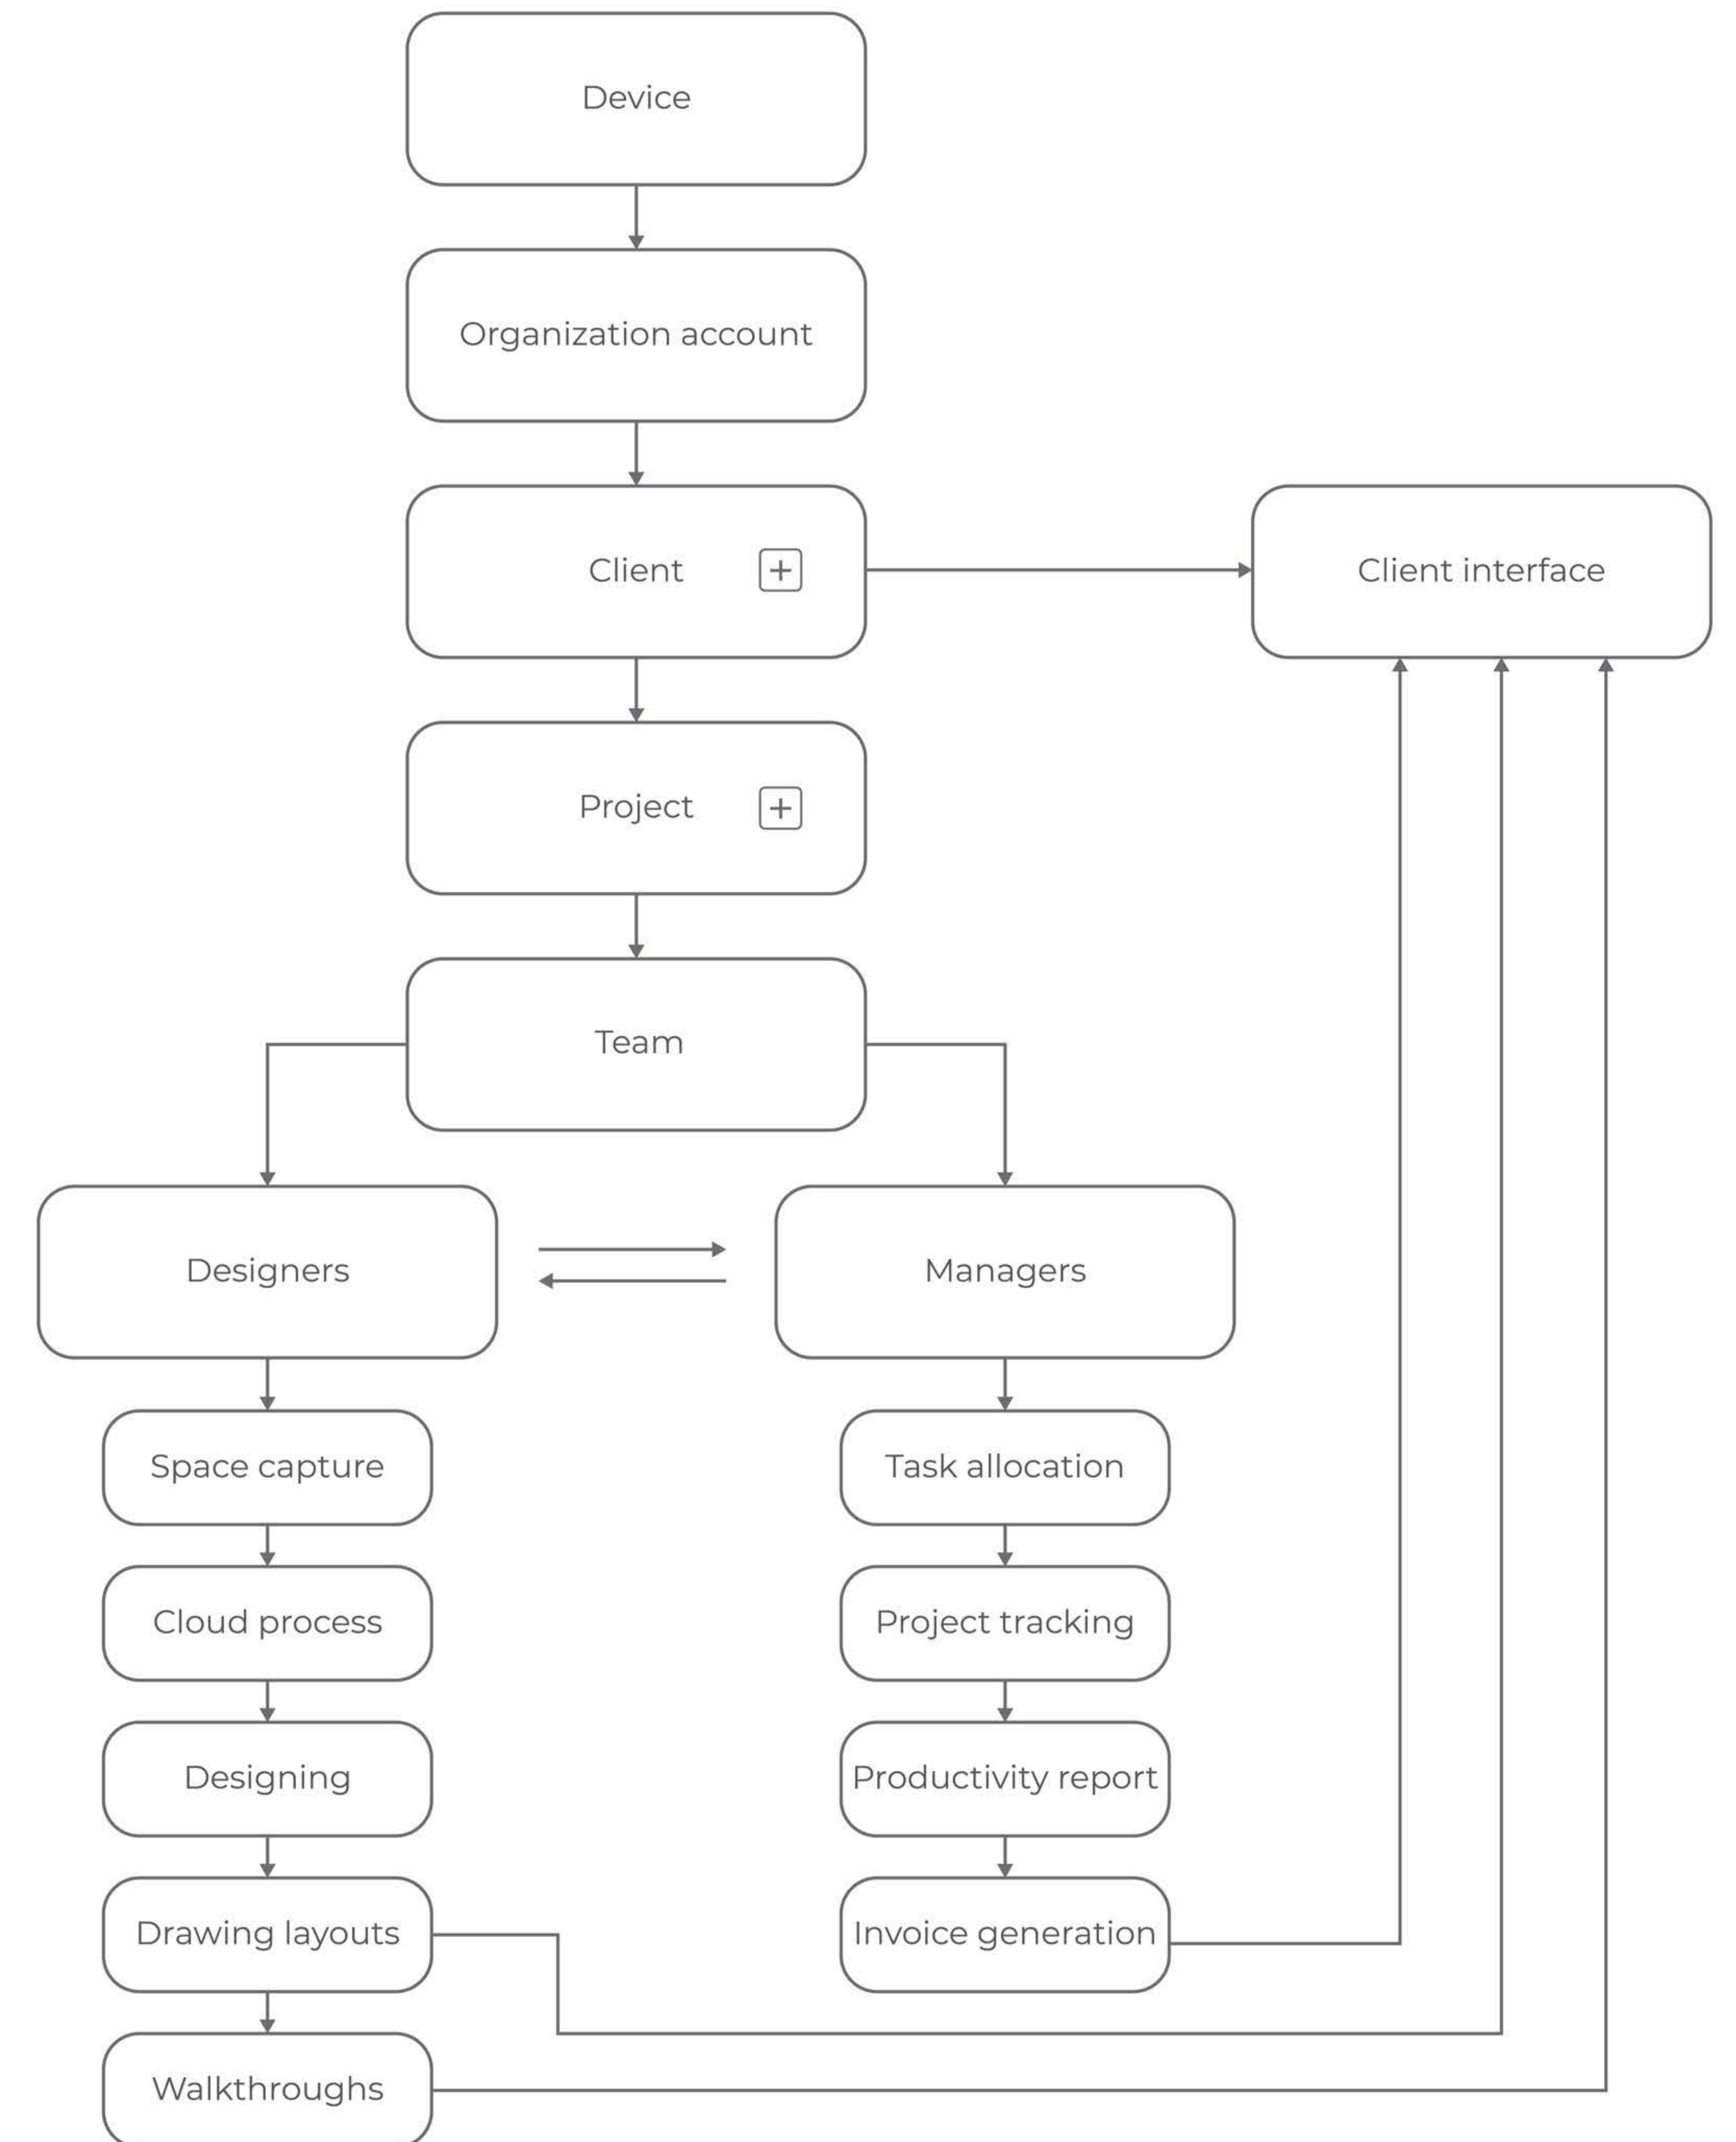 Device
Organization account
Client
Client interface
Project
Team
Designers
Managers
Space capture
Task allocation
Cloud process
Project tracking
Designing
Productivity report
Drawing layouts
Invoice generation
Walkthroughs